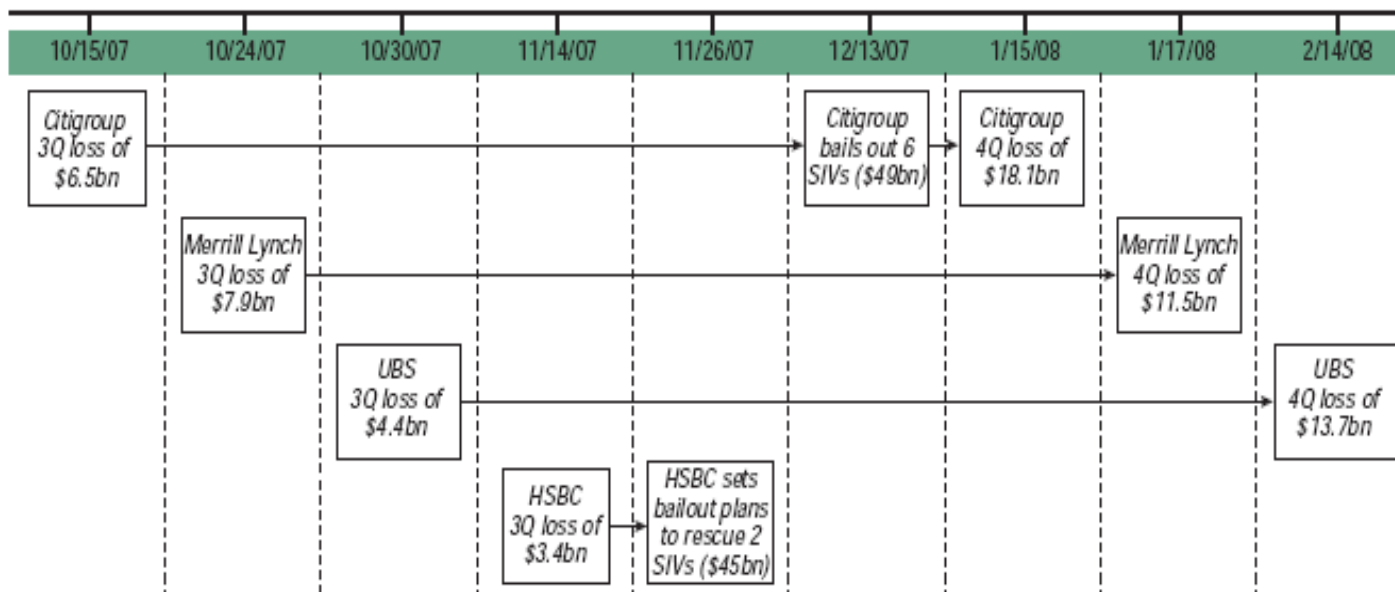 10/15/07 10/24/07 10/30/07 11/14/07 11/26/07 12/13/07 1/15/08 1/17/08 2/14/08
Citigroup
3Q loss of
$6.5bn
Citigroup
bails out 6
SIVs ($49bn)
Citigroup
4Q loss of
$18.1bn
Merrill Lynch
3Q loss of
$7.9bn
Merrill Lynch
4Q loss of
$11.5bn
UBS
3Q loss of
$4.4bn
UBS
4Q loss of
$13.7bn
HSBC
3Q loss of
$3.4bn
HSBC sets
bailout plans
to rescue 2
SIVs ($45bn)